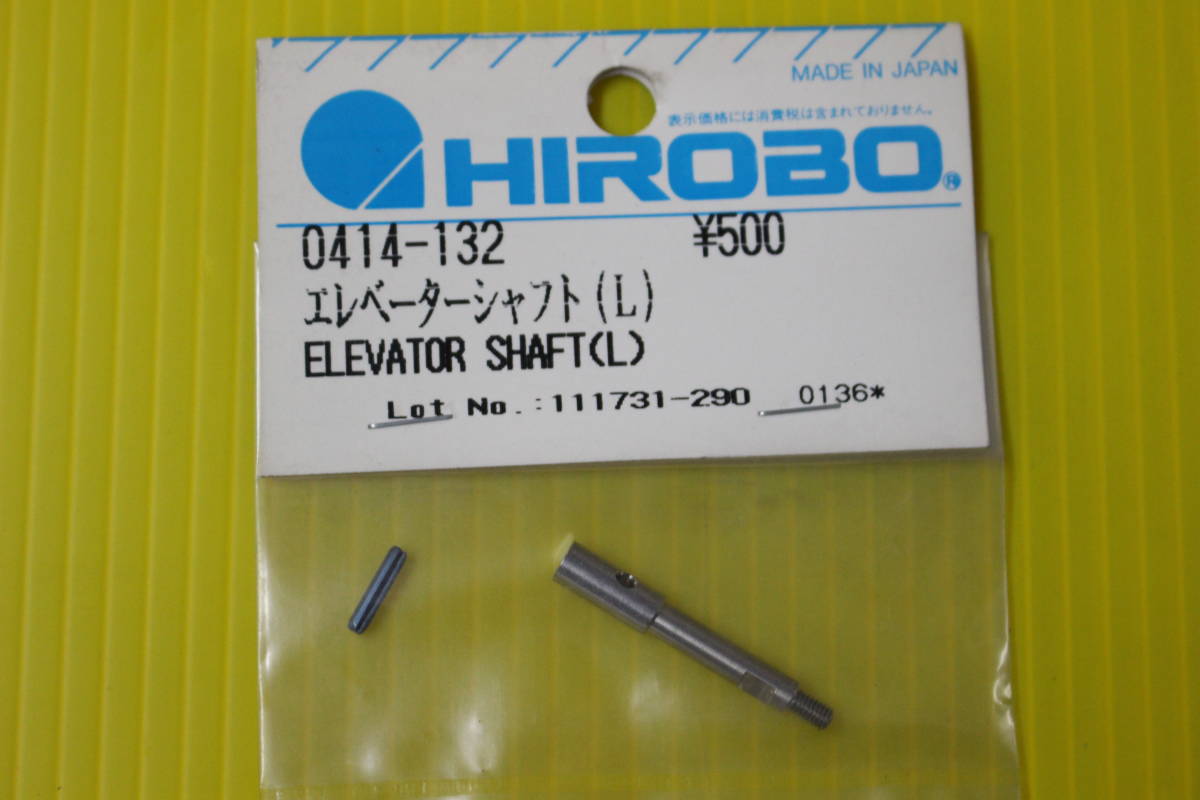 MADE IN JAPAN
表示価格には消費税は含まれておりません。
HIROBO®
0414-132 ¥500
エレベーターシャフト(L)
ELEVATOR SHAFT(L)
Lot No.:111731-290 0136*